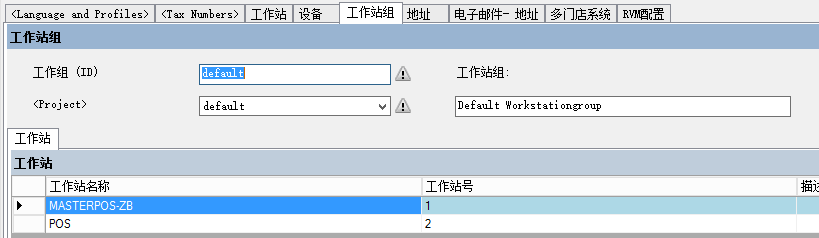 <Language and Profiles> <Tax Numbers> 工作站 设备 工作站组 地址 电子邮件- 地址 多门店系统 RVM配置
工作站组
工作组 (ID) default 工作站组:
<Project> default Default Workstationgroup
工作站
工作站
工作站名称 工作站号
MASTERPOS-ZB 1
POS 2